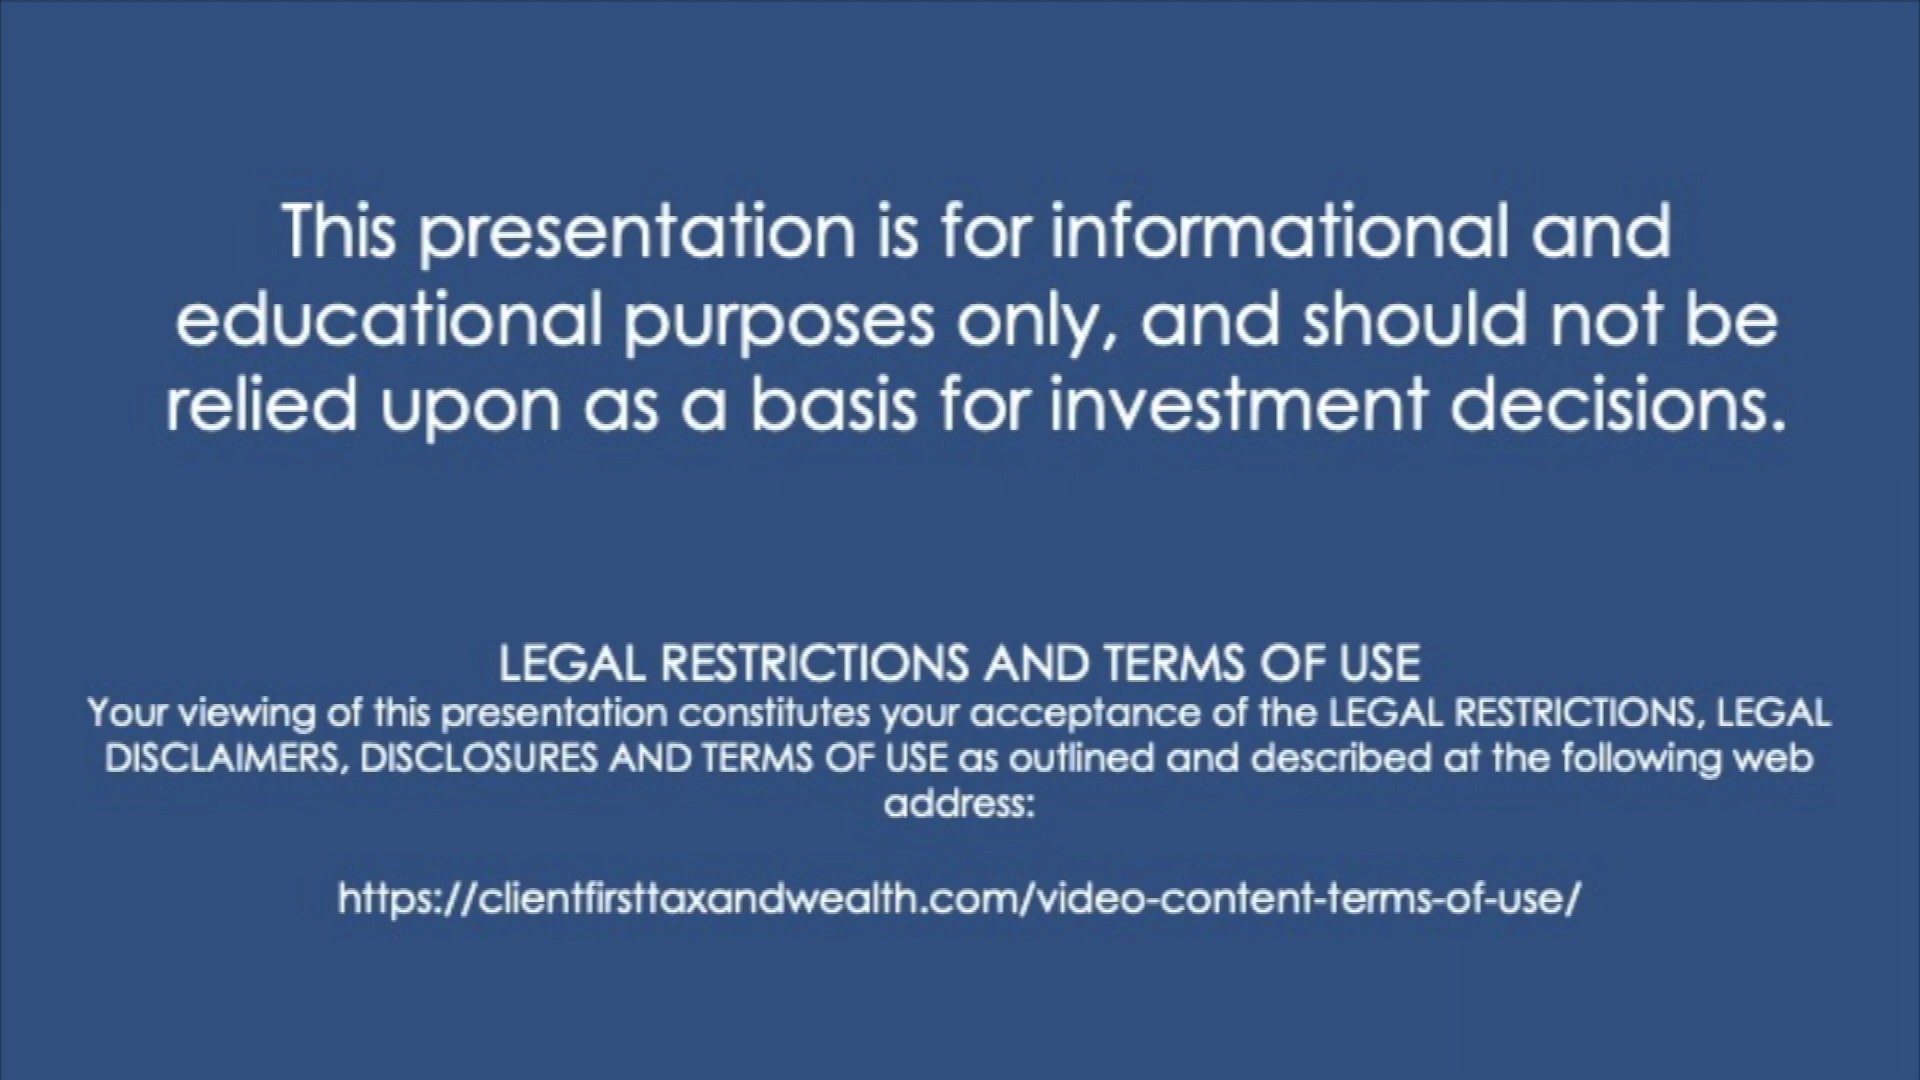 This presentation is for informational and
educational purposes only, and should not be
relied upon as a basis for investment decisions.
LEGAL RESTRICTIONS AND TERMS OF USE
Your viewing of this presentation constitutes your acceptance of the LEGAL RESTRICTIONS, LEGAL
DISCLAIMERS, DISCLOSURES AND TERMS OF USE as outlined and described at the following web
address:
https://clientfirsttaxandwealth.com/video-content-terms-of-use/